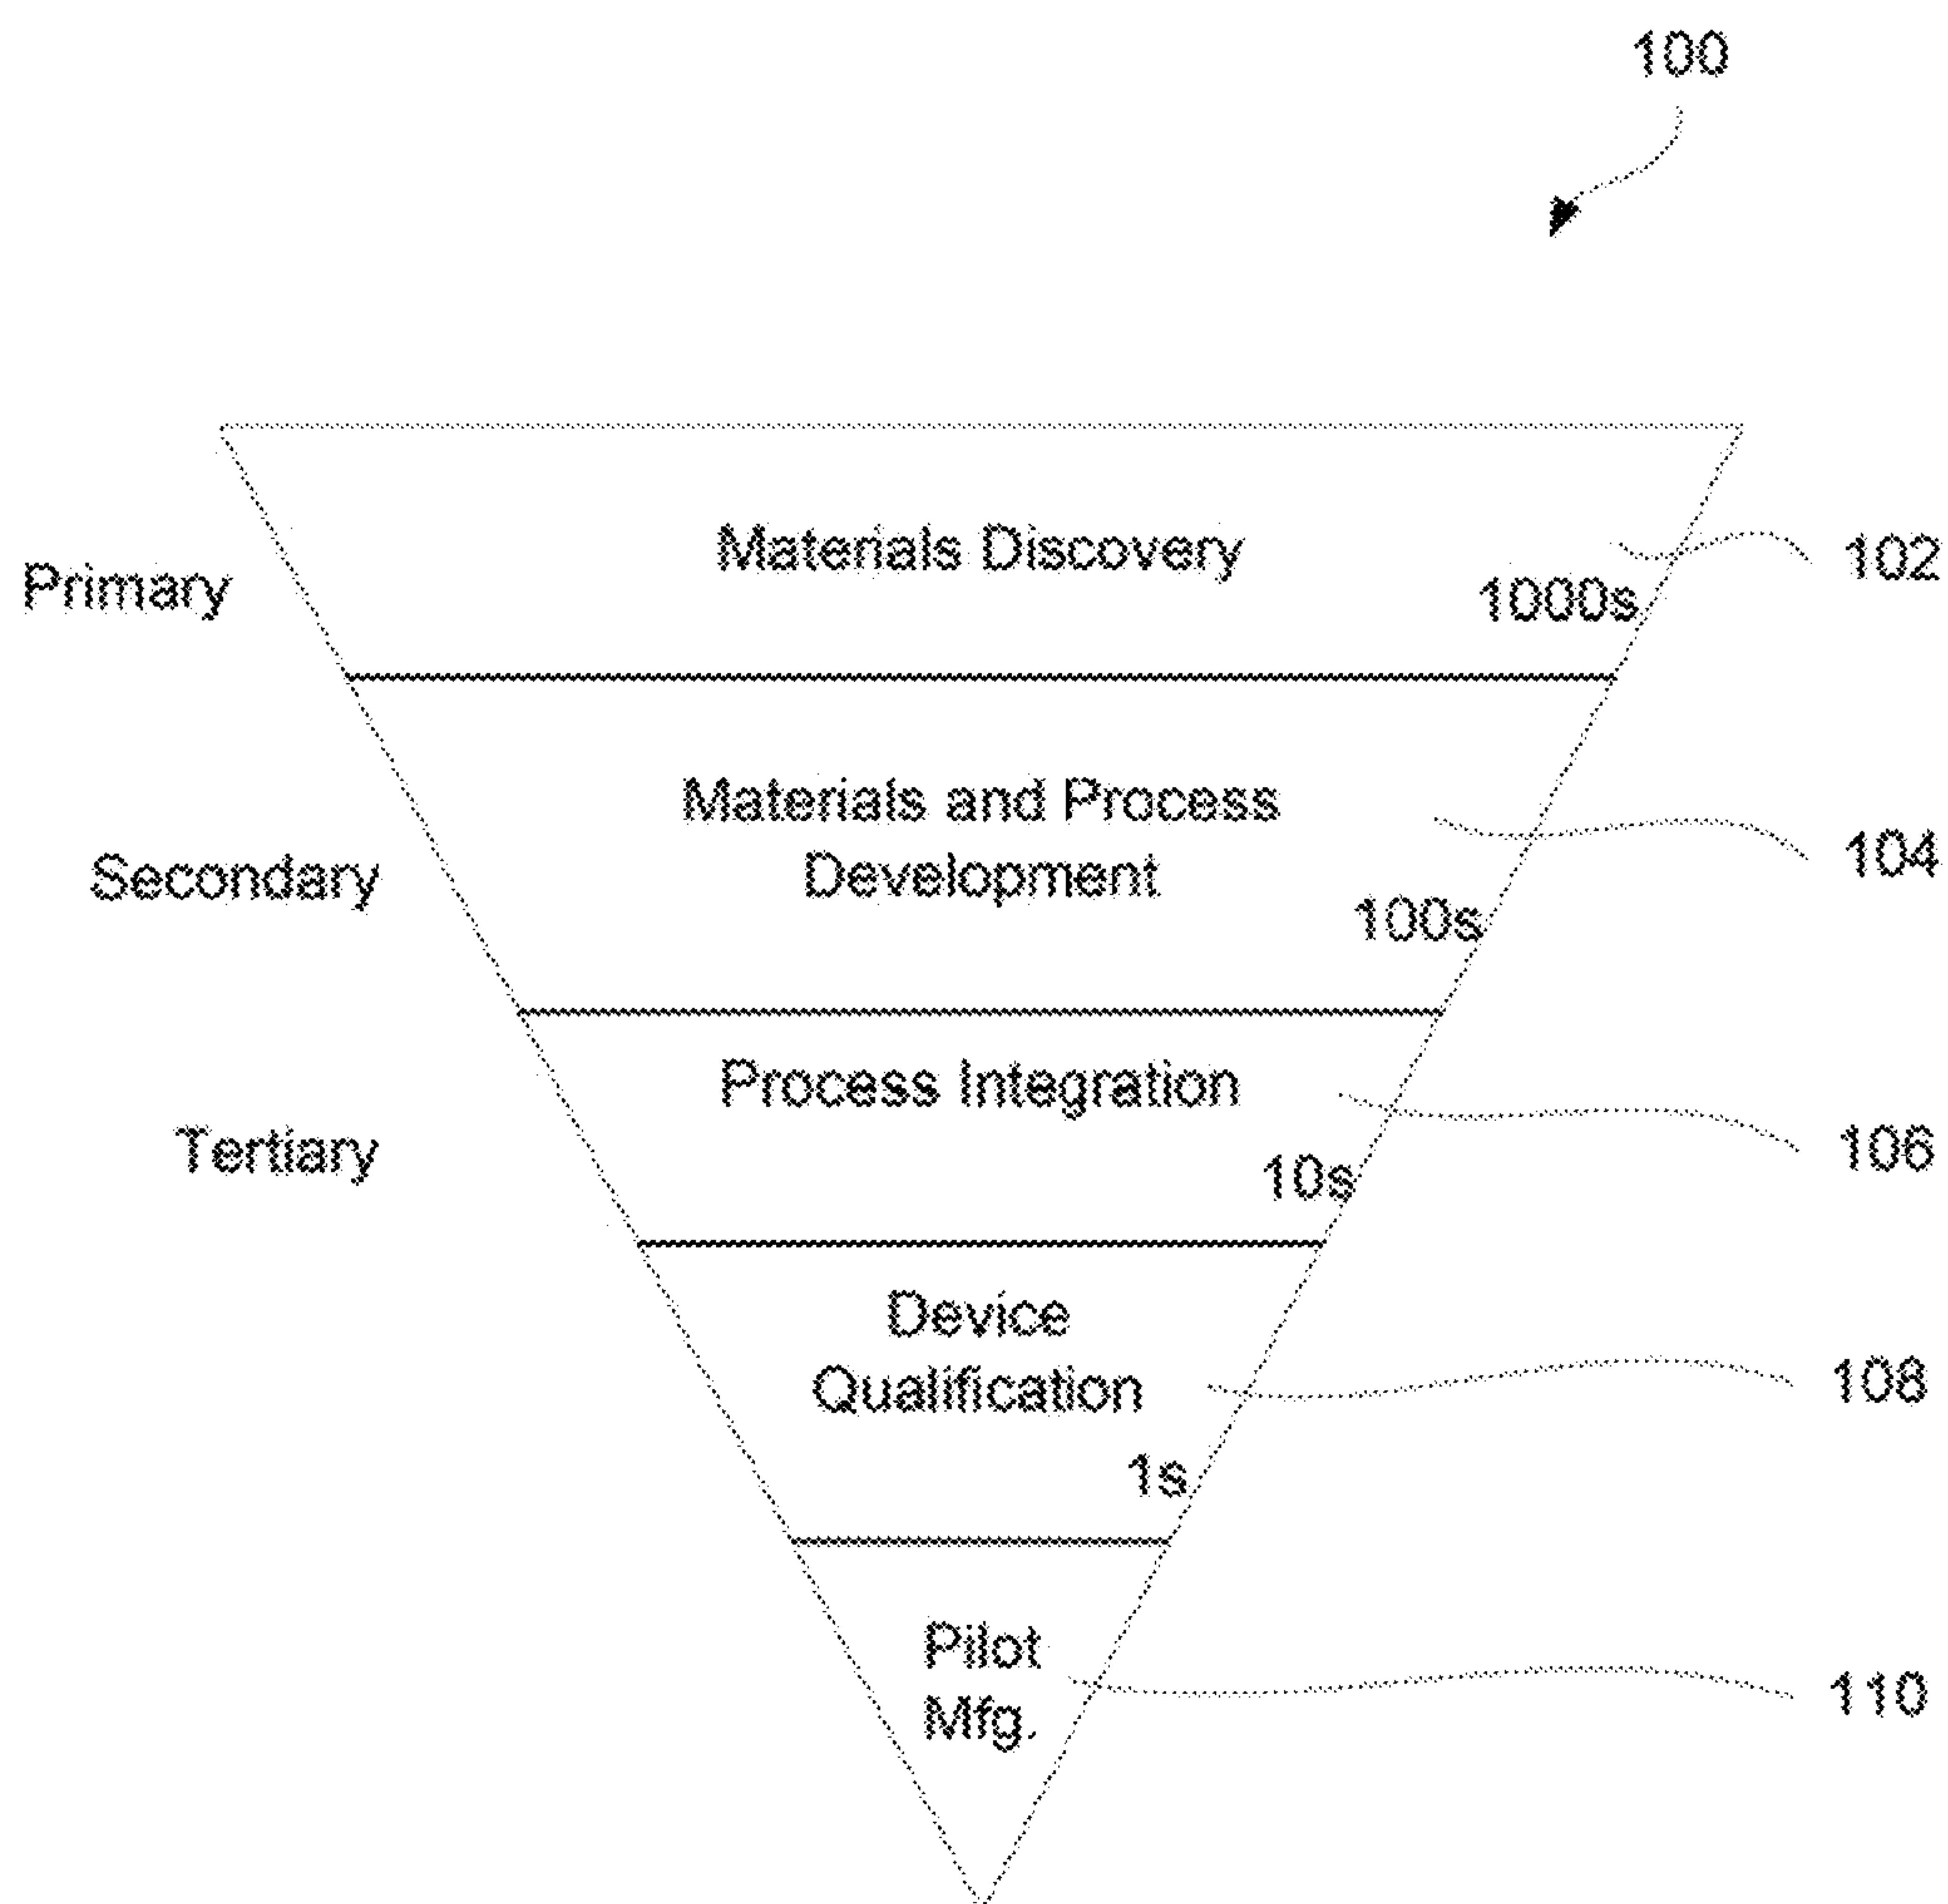 100
Materials Discovery
102
Primary
1000s
Materials and Process
104
Development
Secondary
100s
Process Integration
106
Tertiary
10s
Device
Qualification
108
1s
Pilot
110
Mfg.